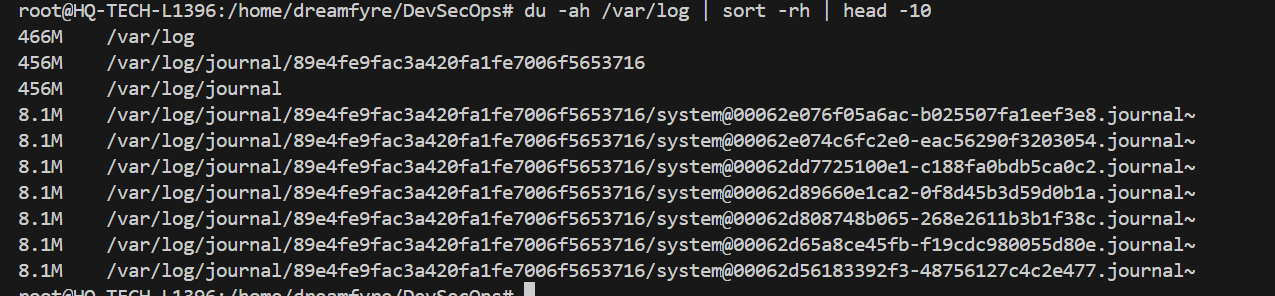 root@HQ-TECH-L1396:/home/dreamfyre/DevSecOps# du -ah /var/log | sort -rh | head -10
466M /var/log
456M /var/log/journal/89e4fe9fac3a420fa1fe7006f5653716
456M /var/log/journal
8.1M /var/log/journal/89e4fe9fac3a420fa1fe7006f5653716/system@00062e076f05a6ac-b025507fa1eef3e8.journal~
8.1M /var/log/journal/89e4fe9fac3a420fa1fe7006f5653716/system@00062e074c6fc2e0-eac56290f3203054.journal~
8.1M /var/log/journal/89e4fe9fac3a420fa1fe7006f5653716/system@00062dd7725100e1-c188fa0bdb5ca0c2.journal~
8.1M /var/log/journal/89e4fe9fac3a420fa1fe7006f5653716/system@00062d89660e1ca2-0f8d45b3d59d0b1a.journal~
8.1M /var/log/journal/89e4fe9fac3a420fa1fe7006f5653716/system@00062d808748b065-268e2611b3b1f38c.journal~
8.1M /var/log/journal/89e4fe9fac3a420fa1fe7006f5653716/system@00062d65a8ce45fb-f19cdc980055d80e.journal~
8.1M /var/log/journal/89e4fe9fac3a420fa1fe7006f5653716/system@00062d56183392f3-48756127c4c2e477.journal~
root@HQ-TECH-L1396:/home/dreamfyre/DevSecOps#